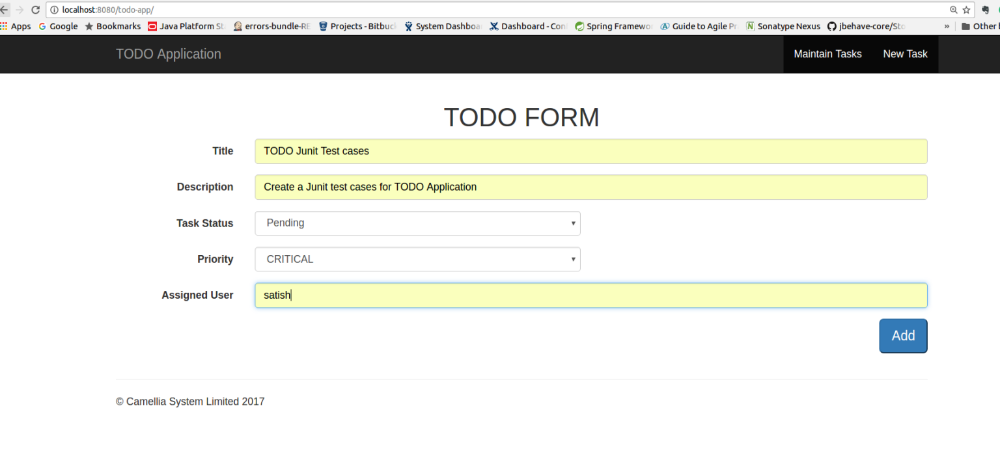 localhost:8080/todo-app/
Apps Google Bookmarks Java Platform St errors-bundle-RE Projects - Bitbuck System Dashboa Dashboard - Con Spring Framewo Guide to Agile Pr Sonatype Nexus jbehave-core/Sto » Other
TODO Application Maintain Tasks New Task
TODO FORM
Title TODO Junit Test cases
Description Create a Junit test cases for TODO Application
Task Status Pending
Priority CRITICAL
Assigned User satish
Add
© Camellia System Limited 2017